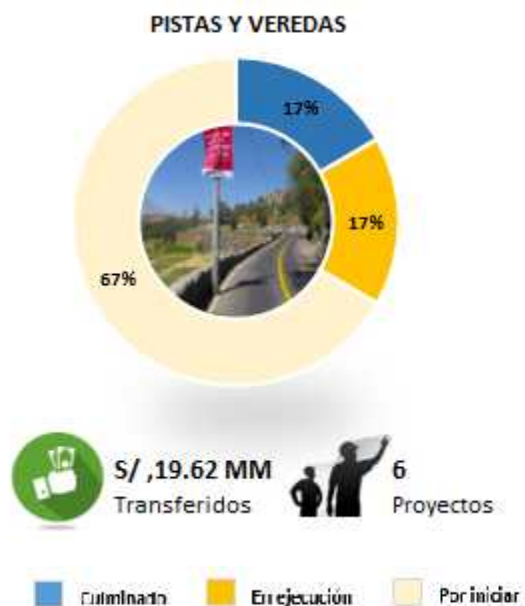 PISTAS Y VEREDAS
17%
17%
67%
S/ ,19.62 MM
Transferidos
6
Proyectos
Culminado
En ejecución
Por iniciar